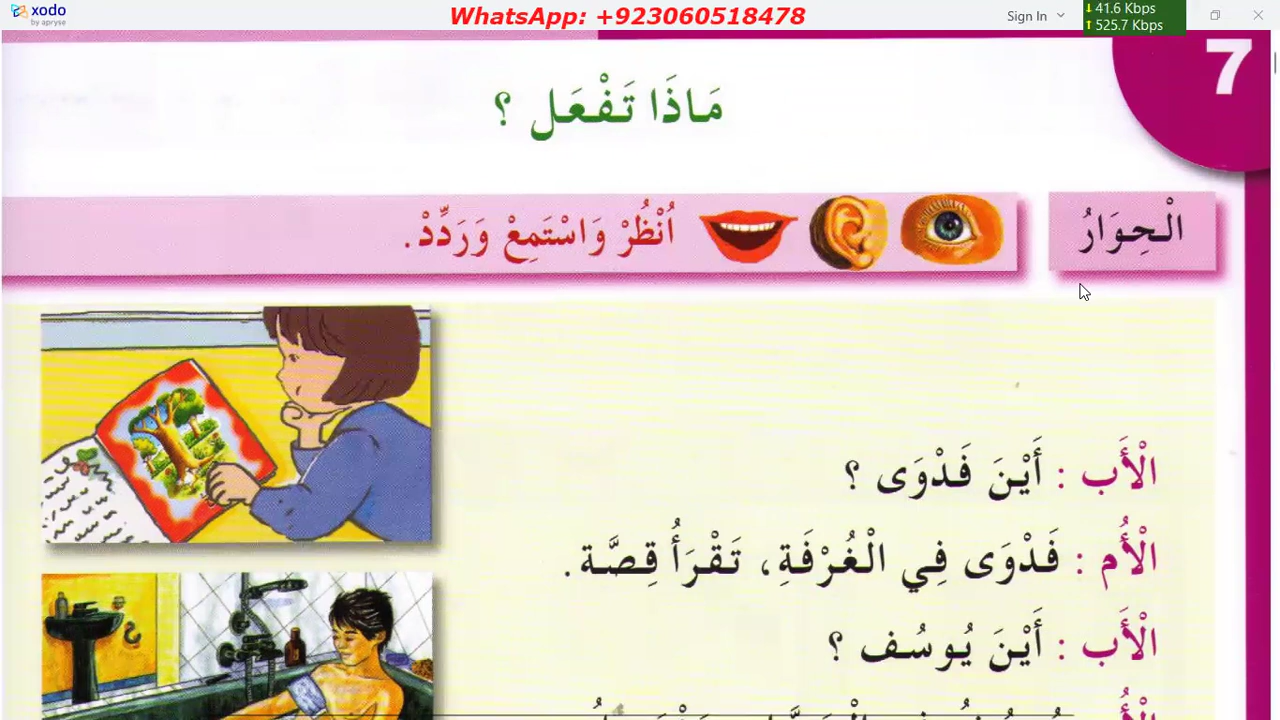 xodo
by apryse
WhatsApp: +923060518478
Sign In
41.6 Kbps
525.7 Kbps
7
مَاذَا تَفْعَل ؟
الْحِوَارُ
اُنْظُرْ وَاسْتَمِعْ وَرَدِّدْ.
الْأَب : أَيْنَ فَدْوَى ؟
الْأُم : فَدْوَى فِي الْغُرْفَةِ، تَقْرَأُ قِصَّة .
الْأَب : أَيْنَ يُوسُف ؟